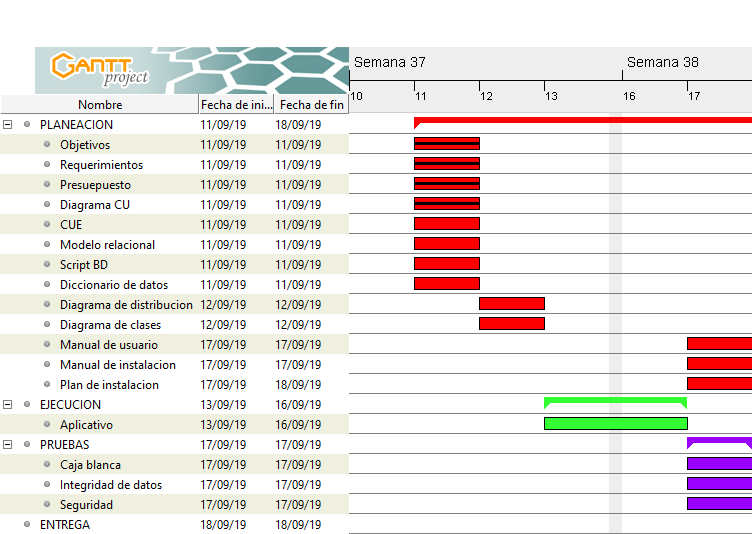 GANTT
project
Semana 37 Semana 38
10 11 12 13 16 17
Nombre Fecha de ini... Fecha de fin
PLANEACION 11/09/19 18/09/19
Objetivos 11/09/19 11/09/19
Requerimientos 11/09/19 11/09/19
Presuepuesto 11/09/19 11/09/19
Diagrama CU 11/09/19 11/09/19
CUE 11/09/19 11/09/19
Modelo relacional 11/09/19 11/09/19
Script BD 11/09/19 11/09/19
Diccionario de datos 11/09/19 11/09/19
Diagrama de distribucion 12/09/19 12/09/19
Diagrama de clases 12/09/19 12/09/19
Manual de usuario 17/09/19 17/09/19
Manual de instalacion 17/09/19 17/09/19
Plan de instalacion 17/09/19 18/09/19
EJECUCION 13/09/19 16/09/19
Aplicativo 13/09/19 16/09/19
PRUEBAS 17/09/19 17/09/19
Caja blanca 17/09/19 17/09/19
Integridad de datos 17/09/19 17/09/19
Seguridad 17/09/19 17/09/19
ENTREGA 18/09/19 18/09/19